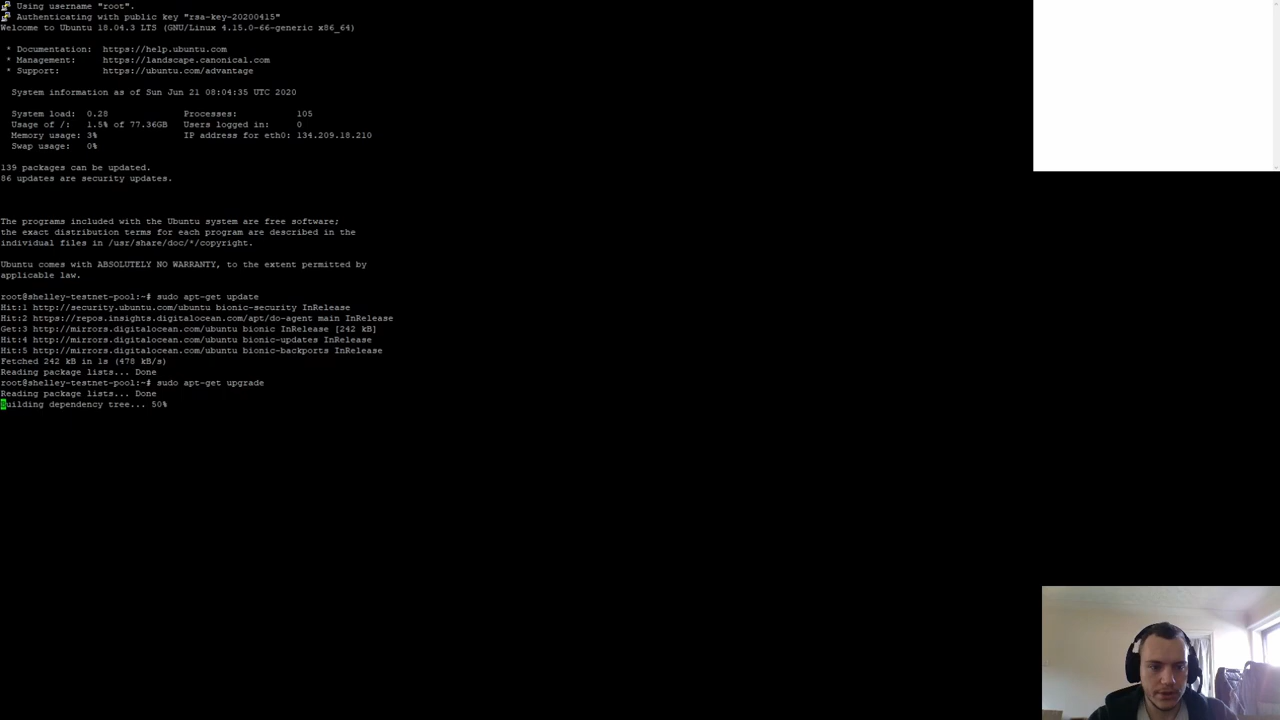 Using username "root".
Authenticating with public key "rsa-key-20200415"
Welcome to Ubuntu 18.04.3 LTS (GNU/Linux 4.15.0-66-generic x86_64)
* Documentation: https://help.ubuntu.com
* Management: https://landscape.canonical.com
* Support: https://ubuntu.com/advantage
System information as of Sun Jun 21 08:04:35 UTC 2020
System load: 0.28 Processes: 105
Usage of /: 1.5% of 77.36GB Users logged in: 0
Memory usage: 3% IP address for eth0: 134.209.18.210
Swap usage: 0%
139 packages can be updated.
86 updates are security updates.
The programs included with the Ubuntu system are free software;
the exact distribution terms for each program are described in the
individual files in /usr/share/doc/*/copyright.
Ubuntu comes with ABSOLUTELY NO WARRANTY, to the extent permitted by
applicable law.
root@shelley-testnet-pool:~# sudo apt-get update
Hit:1 http://security.ubuntu.com/ubuntu bionic-security InRelease
Hit:2 https://repos.insights.digitalocean.com/apt/do-agent main InRelease
Get:3 http://mirrors.digitalocean.com/ubuntu bionic InRelease [242 kB]
Hit:4 http://mirrors.digitalocean.com/ubuntu bionic-updates InRelease
Hit:5 http://mirrors.digitalocean.com/ubuntu bionic-backports InRelease
Fetched 242 kB in 1s (478 kB/s)
Reading package lists... Done
root@shelley-testnet-pool:~# sudo apt-get upgrade
Reading package lists... Done
Building dependency tree... 50%